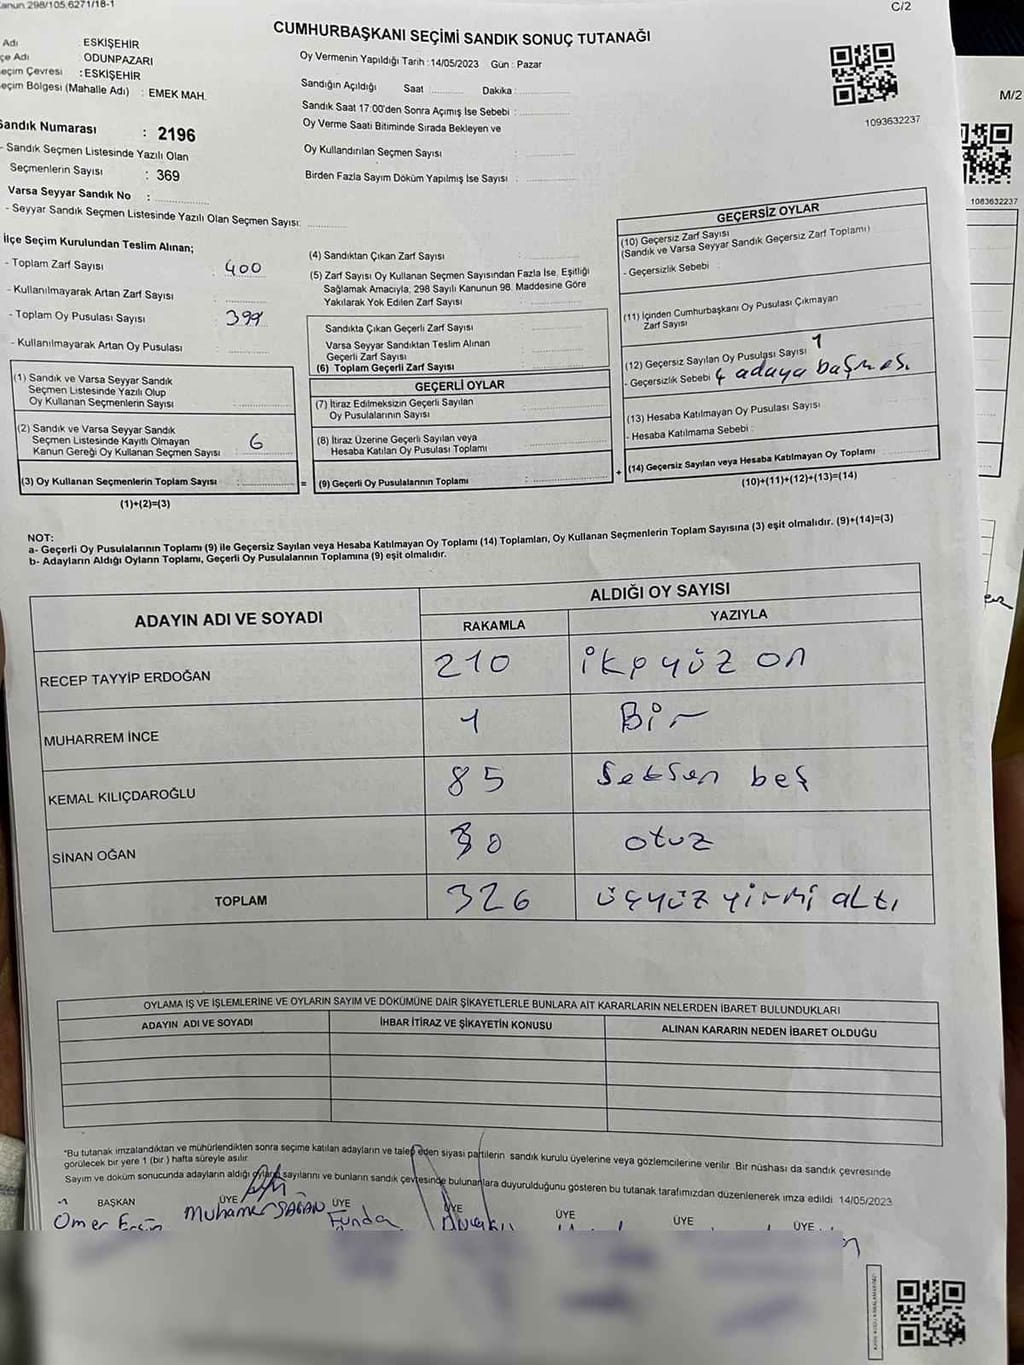 Kanun 298/105,6271/18-1
C/2
CUMHURBAŞKANI SEÇİMİ SANDIK SONUÇ TUTANAĞI
Adı : ESKİŞEHİR
çe Adı : ODUNPAZARI
eçim Çevresi : ESKİŞEHİR
eçim Bölgesi (Mahalle Adı) : EMEK MAH.
Sandık Numarası : 2196
- Sandık Seçmen Listesinde Yazılı Olan
Seçmenlerin Sayısı : 369
Varsa Seyyar Sandık No :
- Seyyar Sandık Seçmen Listesinde Yazılı Olan Seçmen Sayısı:
Oy Vermenin Yapıldığı Tarih : 14/05/2023 Gün : Pazar
Sandığın Açıldığı Saat Dakika :
Sandık Saat 17:00'den Sonra Açımış İse Sebebi :
Oy Verme Saati Bitiminde Sırada Bekleyen ve
Oy Kullandırılan Seçmen Sayısı :
Birden Fazla Sayım Döküm Yapılmış İse Sayısı :
1093632237
M/2
1083632237
İlçe Seçim Kurulundan Teslim Alınan;
- Toplam Zarf Sayısı : 400
- Kullanılmayarak Artan Zarf Sayısı :
- Toplam Oy Pusulası Sayısı : 399
- Kullanılmayarak Artan Oy Pusulası :
(1) Sandık ve Varsa Seyyar Sandık
Seçmen Listesinde Yazılı Olup
Oy Kullanan Seçmenlerin Sayısı :
(2) Sandık ve Varsa Seyyar Sandık
Seçmen Listesinde Kayıtlı Olmayan
Kanun Gereği Oy Kullanan Seçmen Sayısı : 6
(3) Oy Kullanan Seçmenlerin Toplam Sayısı :
(1)+(2)=(3)
=
(4) Sandıktan Çıkan Zarf Sayısı :
(5) Zarf Sayısı Oy Kullanan Seçmen Sayısından Fazla İse, Eşitliği
Sağlamak Amacıyla, 298 Sayılı Kanunun 98. Maddesine Göre
Yakılarak Yok Edilen Zarf Sayısı :
Sandıkta Çıkan Geçerli Zarf Sayısı :
Varsa Seyyar Sandıktan Teslim Alınan
Geçerli Zarf Sayısı :
(6) Toplam Geçerli Zarf Sayısı :
GEÇERLİ OYLAR
(7) İtiraz Edilmeksizin Geçerli Sayılan
Oy Pusulalarının Sayısı :
(8) İtiraz Üzerine Geçerli Sayılan veya
Hesaba Katılan Oy Pusulası Toplamı :
(9) Geçerli Oy Pusulalarının Toplamı :
+
GEÇERSİZ OYLAR
(10) Geçersiz Zarf Sayısı
(Sandık ve Varsa Seyyar Sandık Geçersiz Zarf Toplamı)
- Geçersizlik Sebebi :
(11) İçinden Cumhurbaşkanı Oy Pusulası Çıkmayan
Zarf Sayısı
(12) Geçersiz Sayılan Oy Pusulası Sayısı 1
- Geçersizlik Sebebi 4 adaya basması
(13) Hesaba Katılmayan Oy Pusulası Sayısı
- Hesaba Katılmama Sebebi :
(14) Geçersiz Sayılan veya Hesaba Katılmayan Oy Toplamı
(10)+(11)+(12)+(13)=(14)
NOT:
a- Geçerli Oy Pusulalarının Toplamı (9) ile Geçersiz Sayılan veya Hesaba Katılmayan Oy Toplamı (14) Toplamları, Oy Kullanan Seçmenlerin Toplam Sayısına (3) eşit olmalıdır. (9)+(14)=(3)
b- Adayların Aldığı Oyların Toplamı, Geçerli Oy Pusulalarının Toplamına (9) eşit olmalıdır.
ADAYIN ADI VE SOYADI
ALDIĞI OY SAYISI
RAKAMLA YAZIYLA
RECEP TAYYİP ERDOĞAN 210 ikiyüz on
MUHARREM İNCE 1 Bir
KEMAL KILIÇDAROĞLU 85 Seksen beş
SİNAN OĞAN 30 otuz
TOPLAM 326 üçyüz yirmi altı
OYLAMA İŞ VE İŞLEMLERİNE VE OYLARIN SAYIM VE DÖKÜMÜNE DAİR ŞİKAYETLERLE BUNLARA AİT KARARLARIN NELERDEN İBARET BULUNDUKLARI
ADAYIN ADI VE SOYADI İHBAR İTİRAZ VE ŞİKAYETİN KONUSU ALINAN KARARIN NEDEN İBARET OLDUĞU
"Bu tutanak imzalandıktan ve mühürlendikten sonra seçime katılan adayların ve talep eden siyasi partilerin sandık kurulu üyelerine veya gözlemcilerine verilir. Bir nüshası da sandık çevresinde
görülecek bir yere 1 (bir ) hafta süreyle asılır.
Sayım ve döküm sonucunda adayların aldığı oyların sayılarını ve bunların sandık çevresinde bulunanlara duyurulduğunu gösteren bu tutanak tarafımızdan düzenlenerek imza edildi 14/05/2023
BAŞKAN ÜYE ÜYE ÜYE ÜYE ÜYE ÜYE
Ömer Muhamer Funda